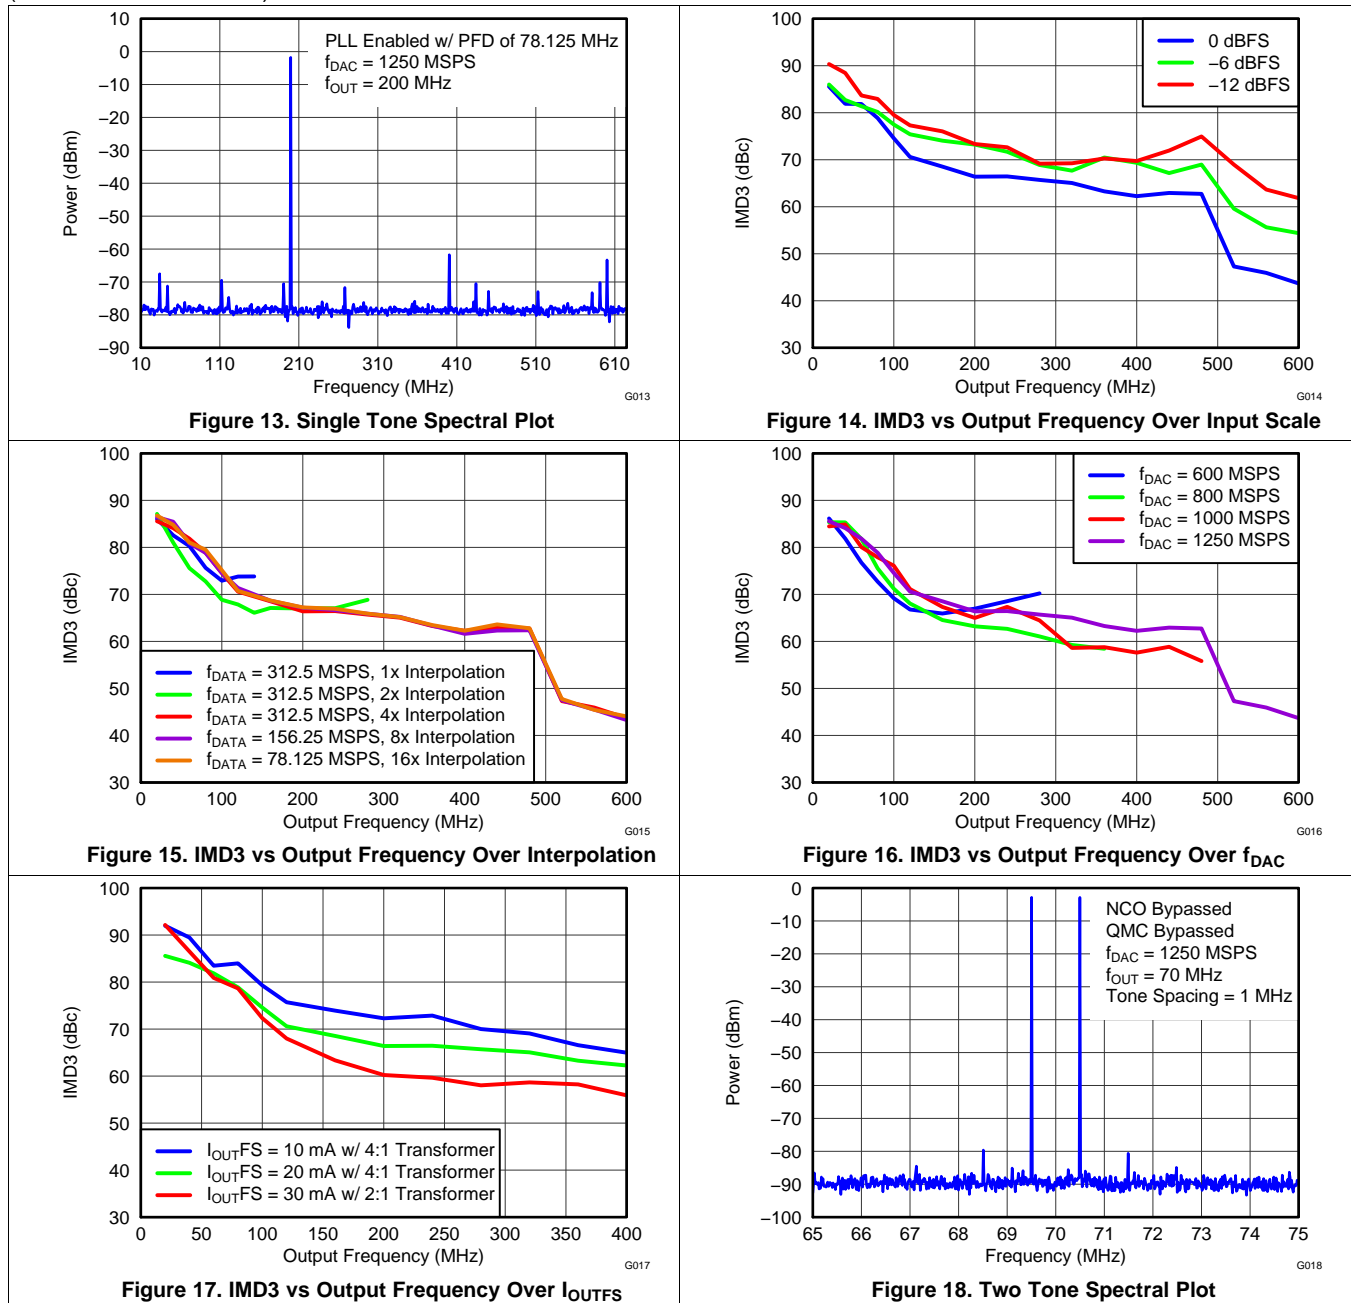 10
0
−10
−20
−30
−40
−50
−60
−70
−80
−90
10 110 210 310 410 510 610
Power (dBm)
Frequency (MHz)
PLL Enabled w/ PFD of 78.125 MHz
fDAC = 1250 MSPS
fOUT = 200 MHz
G013
Figure 13. Single Tone Spectral Plot
100
90
80
70
60
50
40
30
0 100 200 300 400 500 600
IMD3 (dBc)
Output Frequency (MHz)
0 dBFS
−6 dBFS
−12 dBFS
G014
Figure 14. IMD3 vs Output Frequency Over Input Scale
100
90
80
70
60
50
40
30
0 100 200 300 400 500 600
IMD3 (dBc)
Output Frequency (MHz)
fDATA = 312.5 MSPS, 1x Interpolation
fDATA = 312.5 MSPS, 2x Interpolation
fDATA = 312.5 MSPS, 4x Interpolation
fDATA = 156.25 MSPS, 8x Interpolation
fDATA = 78.125 MSPS, 16x Interpolation
G015
Figure 15. IMD3 vs Output Frequency Over Interpolation
100
90
80
70
60
50
40
30
0 100 200 300 400 500 600
IMD3 (dBc)
Output Frequency (MHz)
fDAC = 600 MSPS
fDAC = 800 MSPS
fDAC = 1000 MSPS
fDAC = 1250 MSPS
G016
Figure 16. IMD3 vs Output Frequency Over fDAC
100
90
80
70
60
50
40
30
0 50 100 150 200 250 300 350 400
IMD3 (dBc)
Output Frequency (MHz)
IOUTFS = 10 mA w/ 4:1 Transformer
IOUTFS = 20 mA w/ 4:1 Transformer
IOUTFS = 30 mA w/ 2:1 Transformer
G017
Figure 17. IMD3 vs Output Frequency Over IOUTFS
0
−10
−20
−30
−40
−50
−60
−70
−80
−90
−100
65 66 67 68 69 70 71 72 73 74 75
Power (dBm)
Frequency (MHz)
NCO Bypassed
QMC Bypassed
fDAC = 1250 MSPS
fOUT = 70 MHz
Tone Spacing = 1 MHz
G018
Figure 18. Two Tone Spectral Plot